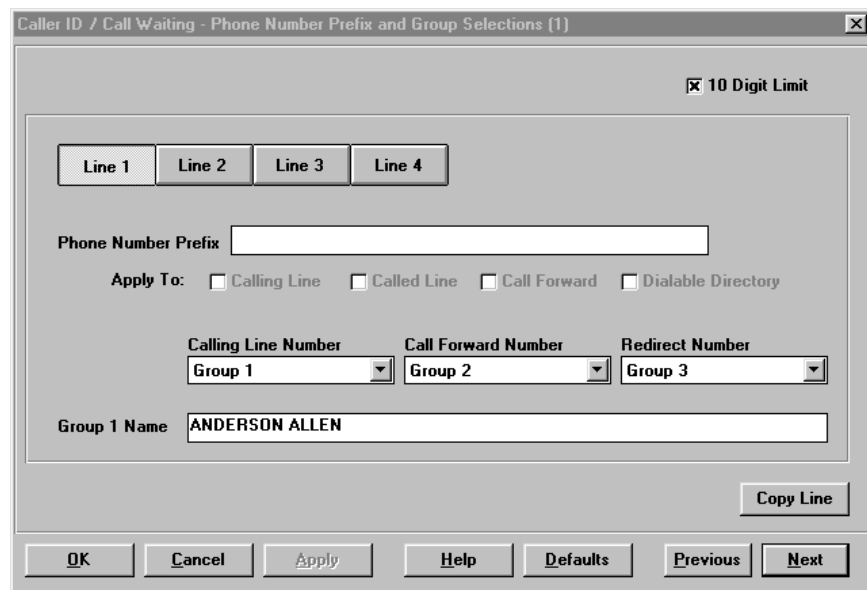 Caller ID / Call Waiting - Phone Number Prefix and Group Selections (1)
10 Digit Limit
Line 1 Line 2 Line 3 Line 4
Phone Number Prefix
Apply To: Calling Line Called Line Call Forward Dialable Directory
Calling Line Number Call Forward Number Redirect Number
Group 1 Group 2 Group 3
Group 1 Name ANDERSON ALLEN
Copy Line
OK Cancel Apply Help Defaults Previous Next